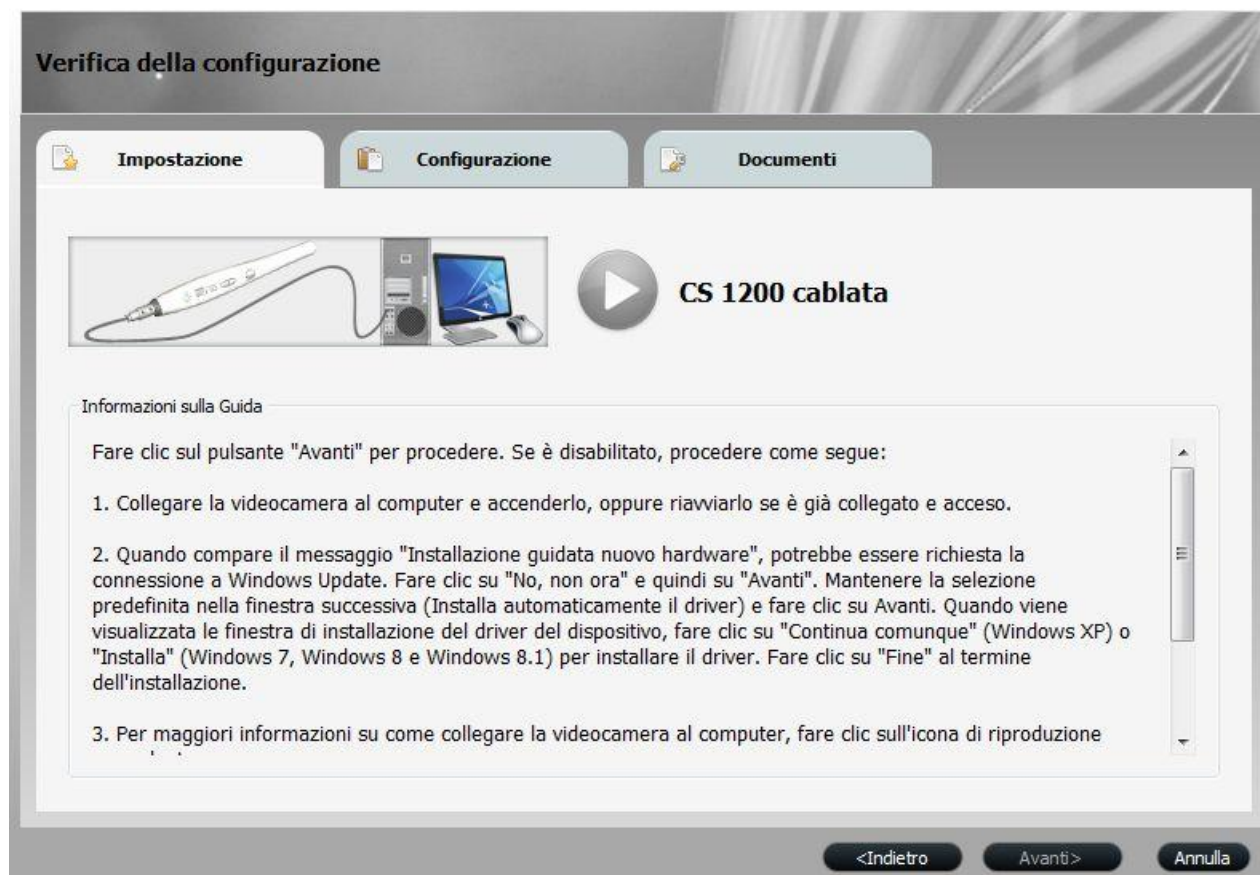 Verifica della configurazione
Impostazione
Configurazione
Documenti
CS 1200 cablata
Informazioni sulla Guida
Fare clic sul pulsante "Avanti" per procedere. Se è disabilitato, procedere come segue:
1. Collegare la videocamera al computer e accenderlo, oppure riavviarlo se è già collegato e acceso.
2. Quando compare il messaggio "Installazione guidata nuovo hardware", potrebbe essere richiesta la
connessione a Windows Update. Fare clic su "No, non ora" e quindi su "Avanti". Mantenere la selezione
predefinita nella finestra successiva (Installa automaticamente il driver) e fare clic su Avanti. Quando viene
visualizzata le finestra di installazione del driver del dispositivo, fare clic su "Continua comunque" (Windows XP) o
"Installa" (Windows 7, Windows 8 e Windows 8.1) per installare il driver. Fare clic su "Fine" al termine
dell'installazione.
3. Per maggiori informazioni su come collegare la videocamera al computer, fare clic sull'icona di riproduzione
<Indietro
Avanti>
Annulla